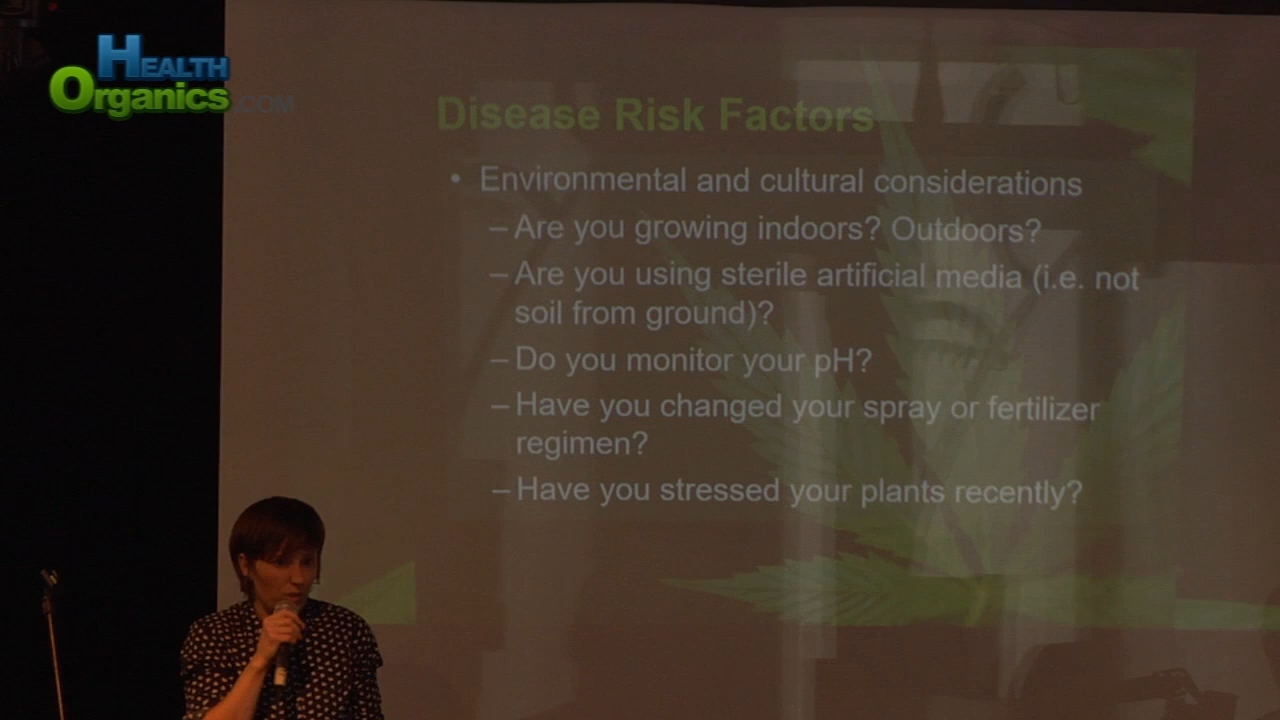 HEALTH
Organics.COM
Disease Risk Factors
• Environmental and cultural considerations
– Are you growing indoors? Outdoors?
– Are you using sterile artificial media (i.e. not
soil from ground)?
– Do you monitor your pH?
– Have you changed your spray or fertilizer
regimen?
– Have you stressed your plants recently?